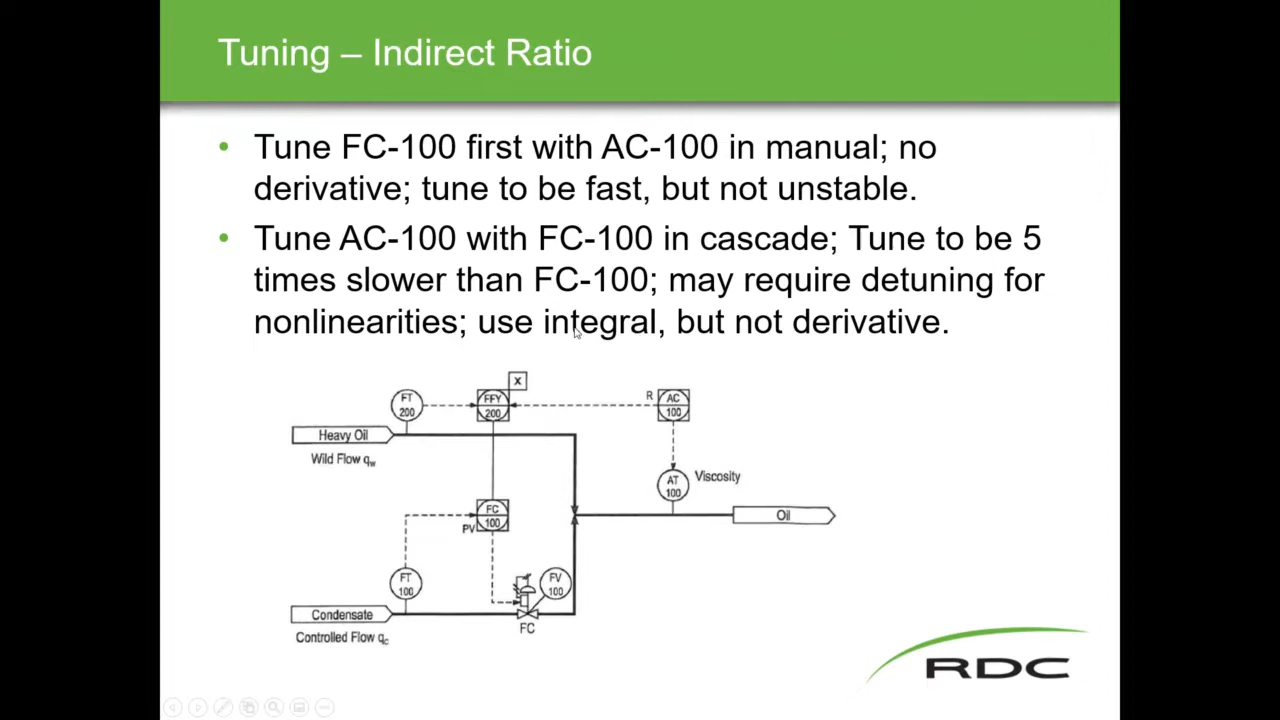 Tuning – Indirect Ratio
• Tune FC-100 first with AC-100 in manual; no
derivative; tune to be fast, but not unstable.
• Tune AC-100 with FC-100 in cascade; Tune to be 5
times slower than FC-100; may require detuning for
nonlinearities; use integral, but not derivative.
X
FT
200
FFY
200
R
AC
100
Heavy Oil
Wild Flow qw
AT
100
Viscosity
FC
100
PV
Oil
FT
100
FV
100
Condensate
FC
Controlled Flow qc
RDC